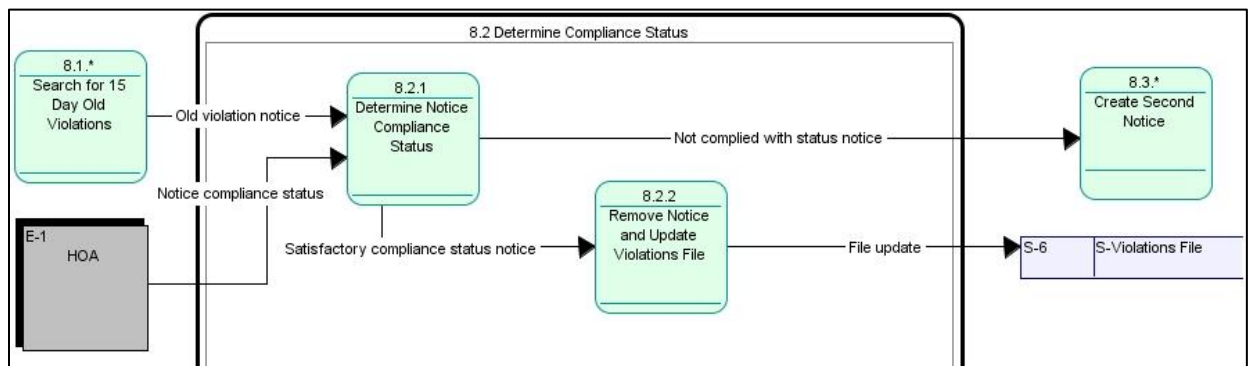 8.2 Determine Compliance Status
8.1.*
Search for 15
Day Old
Violations
Old violation notice
8.2.1
Determine Notice
Compliance
Status
Not complied with status notice
8.3.*
Create Second
Notice
Notice compliance status
E-1
HOA
Satisfactory compliance status notice
8.2.2
Remove Notice
and Update
Violations File
File update
S-6
S-Violations File